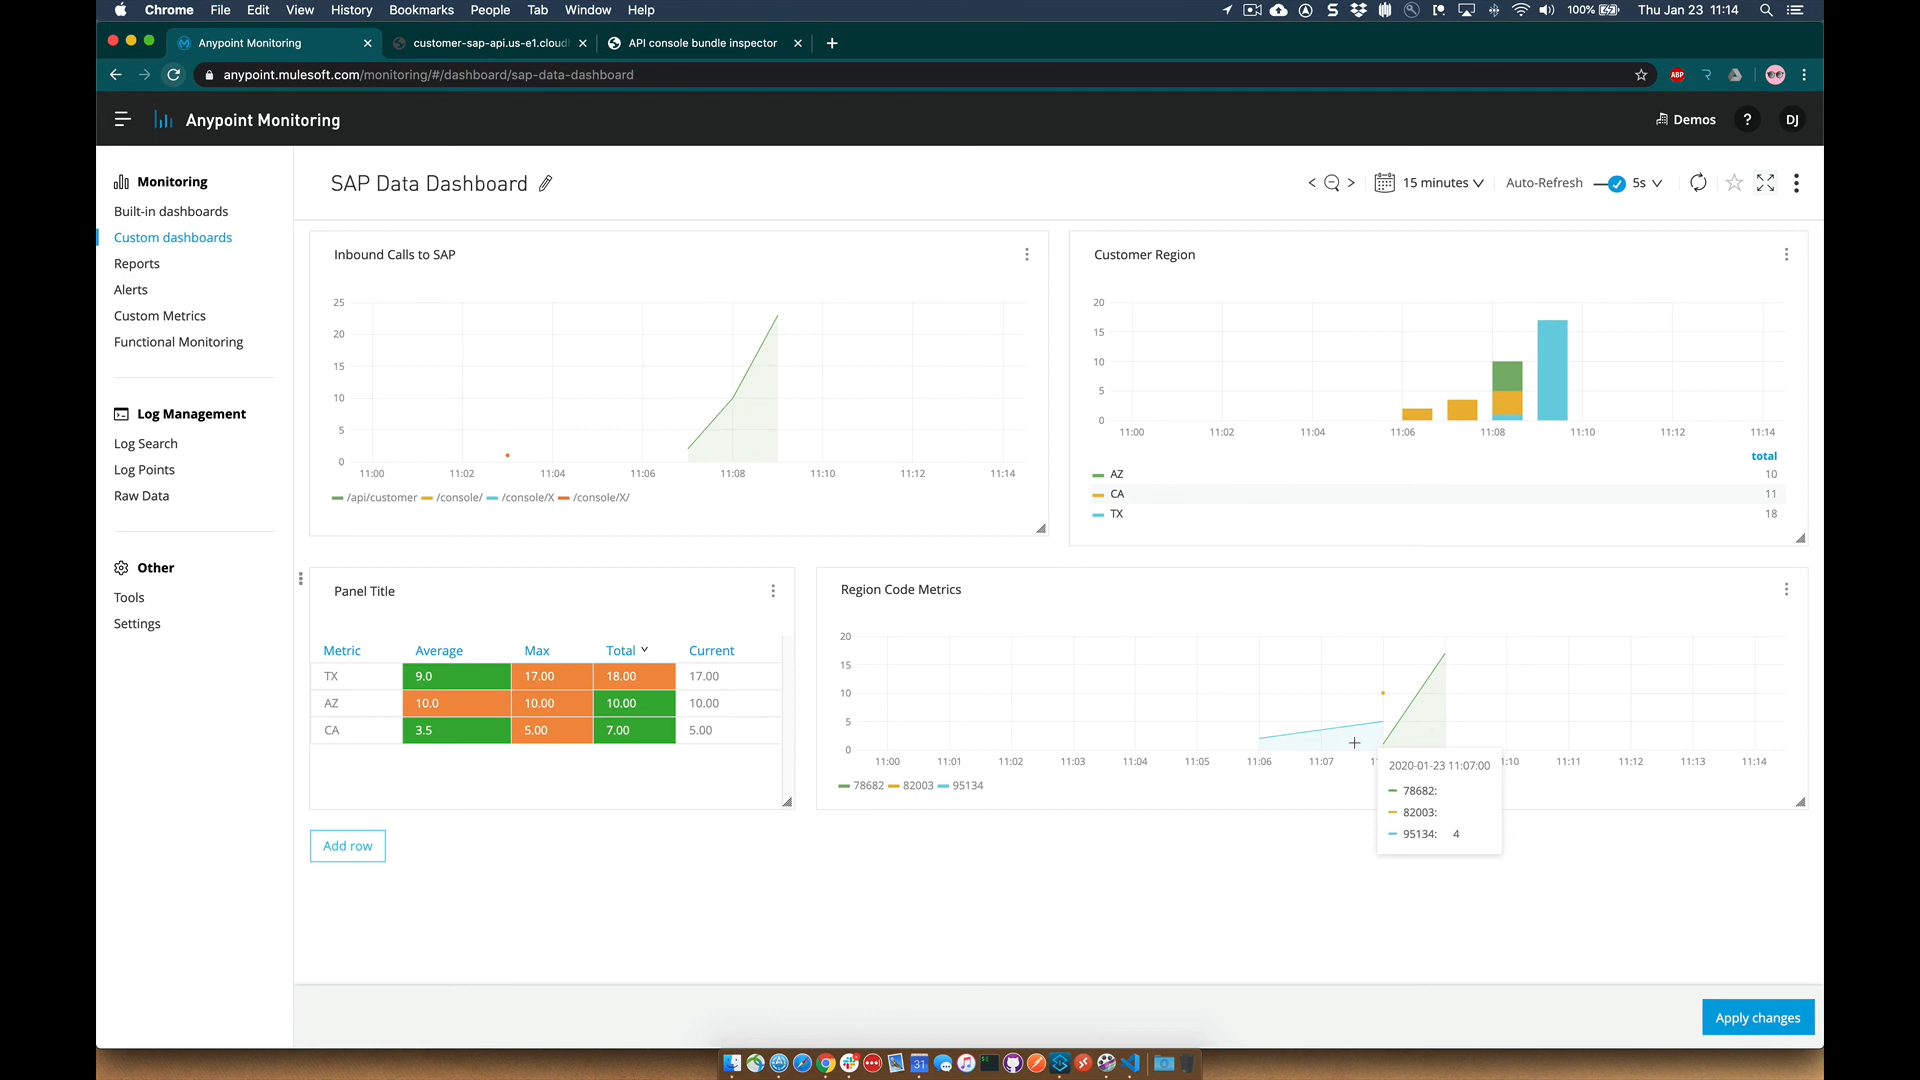 Chrome File Edit View History Bookmarks People Tab Window Help 100% Thu Jan 23 11:14
Anypoint Monitoring customer-sap-api.us-e1.cloud API console bundle inspector
anypoint.mulesoft.com/monitoring/#/dashboard/sap-data-dashboard ABP
Anypoint Monitoring Demos ? DJ
Monitoring
Built-in dashboards
Custom dashboards
Reports
Alerts
Custom Metrics
Functional Monitoring
Log Management
Log Search
Log Points
Raw Data
Other
Tools
Settings
SAP Data Dashboard 15 minutes Auto-Refresh 5s
Inbound Calls to SAP
25
20
15
10
5
0
11:00 11:02 11:04 11:06 11:08 11:10 11:12 11:14
/api/customer /console/ /console/X /console/X/
Customer Region
20
15
10
5
0
11:00 11:02 11:04 11:06 11:08 11:10 11:12 11:14
total
AZ 10
CA 11
TX 18
Panel Title
Metric Average Max Total Current
TX 9.0 17.00 18.00 17.00
AZ 10.0 10.00 10.00 10.00
CA 3.5 5.00 7.00 5.00
Region Code Metrics
20
15
10
5
0
11:00 11:01 11:02 11:03 11:04 11:05 11:06 11:07 1 :10 11:11 11:12 11:13 11:14
78682 82003 95134
2020-01-23 11:07:00
78682:
82003:
95134: 4
Add row
Apply changes
31